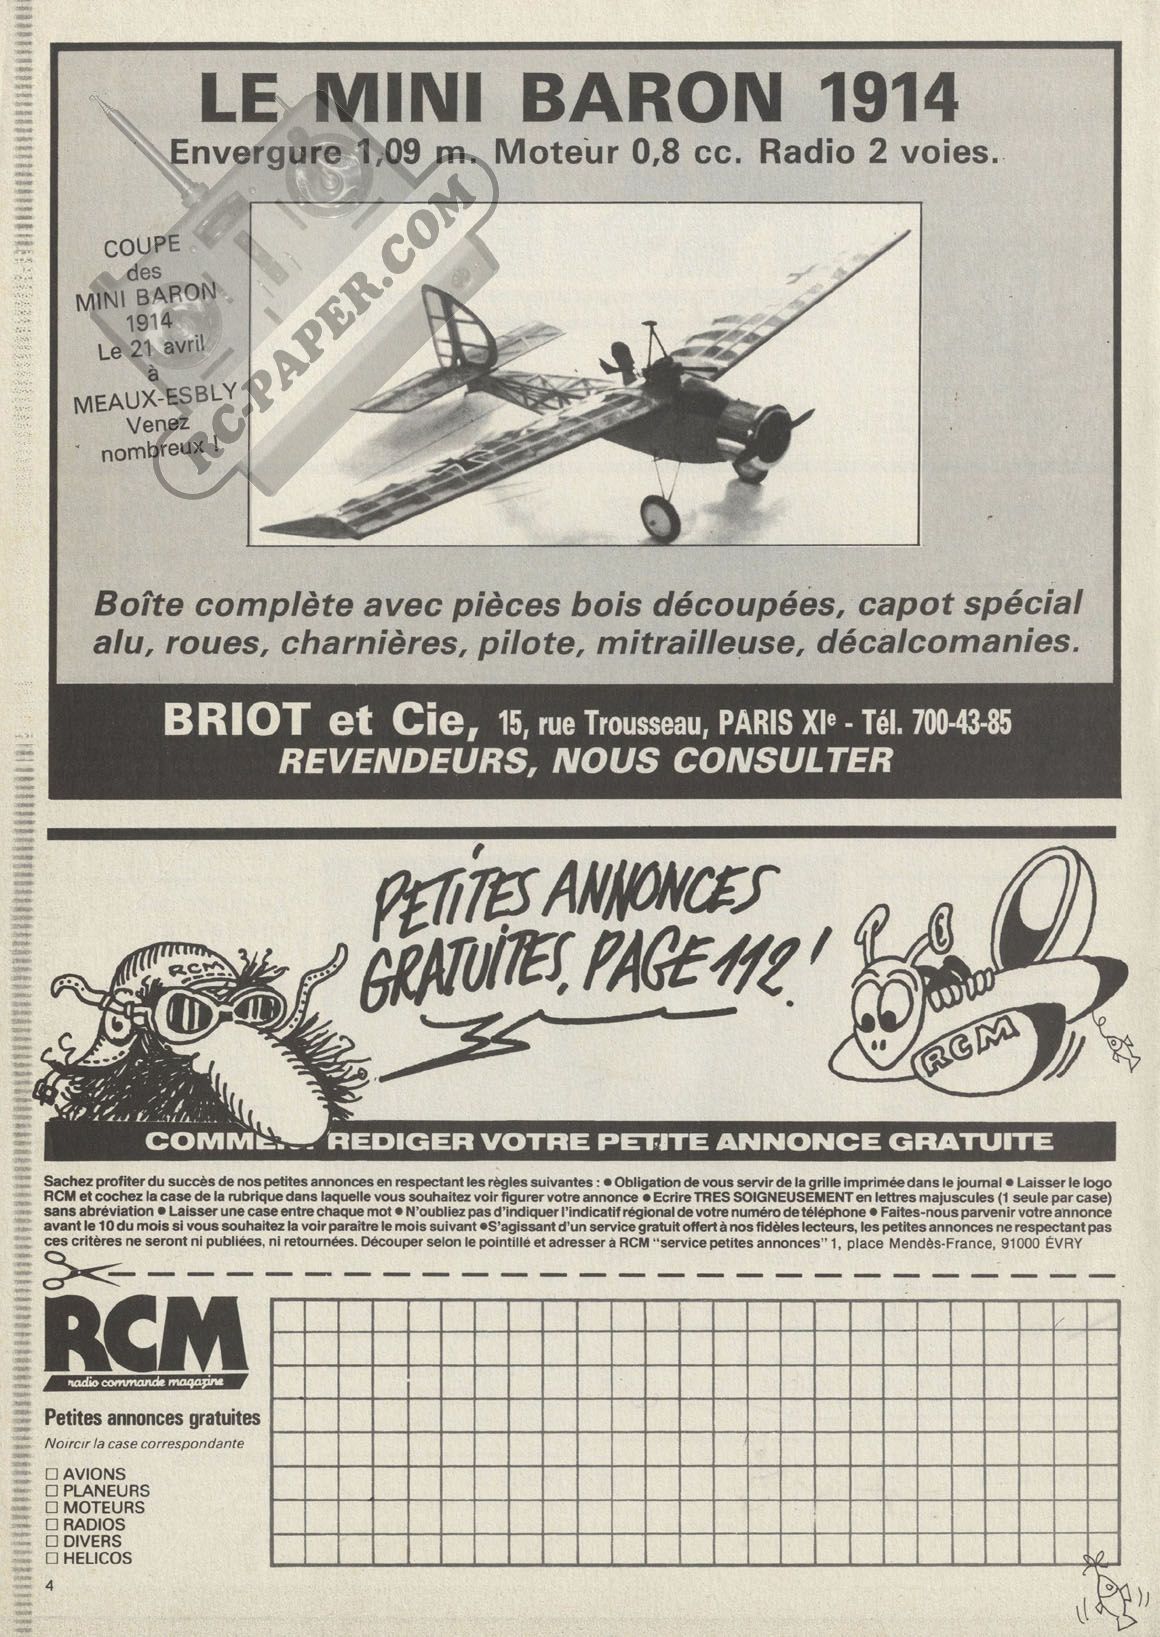 LE MINI BARON 1914
Envergure 1,09 m. Moteur 0,8 cc. Radio 2 voies.
COUPE
des
MINI BARON
1914
Le 21 avril
à
MEAUX-ESBLY
Venez
nombreux !
RC-PAPER.COM
Boîte complète avec pièces bois découpées, capot spécial
alu, roues, charnières, pilote, mitrailleuse, décalcomanies.
BRIOT et Cie, 15, rue Trousseau, PARIS XIe - Tél. 700-43-85
REVENDEURS, NOUS CONSULTER
PETITES ANNONCES
GRATUITES, PAGE 112!
RCM
RCM
COMMENT REDIGER VOTRE PETITE ANNONCE GRATUITE
Sachez profiter du succès de nos petites annonces en respectant les règles suivantes : ● Obligation de vous servir de la grille imprimée dans le journal ● Laisser le logo
RCM et cochez la case de la rubrique dans laquelle vous souhaitez voir figurer votre annonce ● Ecrire TRES SOIGNEUSEMENT en lettres majuscules (1 seule par case)
sans abréviation ● Laisser une case entre chaque mot ● N'oubliez pas d'indiquer l'indicatif régional de votre numéro de téléphone ● Faites-nous parvenir votre annonce
avant le 10 du mois si vous souhaitez la voir paraître le mois suivant ●S'agissant d'un service gratuit offert à nos fidèles lecteurs, les petites annonces ne respectant pas
ces critères ne seront ni publiées, ni retournées. Découper selon le pointillé et adresser à RCM "service petites annonces" 1, place Mendès-France, 91000 ÉVRY
RCM
radio commande magazine
Petites annonces gratuites
Noircir la case correspondante
□ AVIONS
□ PLANEURS
□ MOTEURS
□ RADIOS
□ DIVERS
□ HELICOS
4